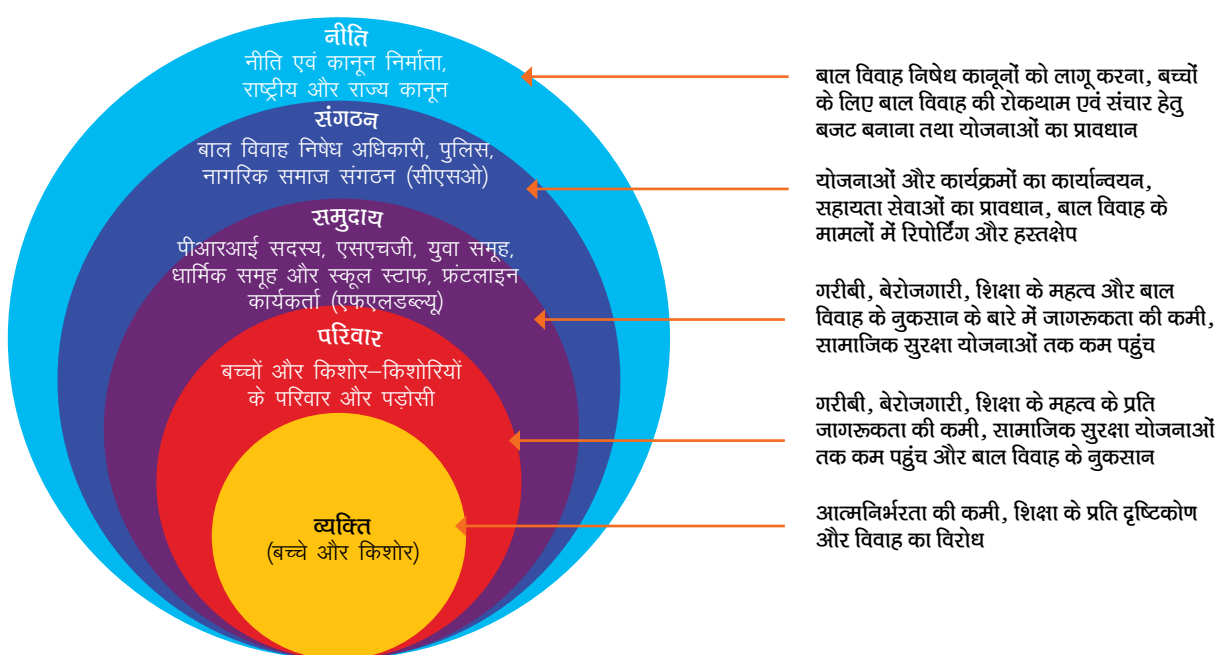 नीति
नीति एवं कानून निर्माता,
राष्ट्रीय और राज्य कानून
संगठन
बाल विवाह निषेध अधिकारी, पुलिस,
नागरिक समाज संगठन (सीएसओ)
समुदाय
पीआरआई सदस्य, एसएचजी, युवा समूह,
धार्मिक समूह और स्कूल स्टाफ, फ्रंटलाइन
कार्यकर्ता (एफएलडब्ल्यू)
परिवार
बच्चों और किशोर–किशोरियों
के परिवार और पड़ोसी
व्यक्ति
(बच्चे और किशोर)
बाल विवाह निषेध कानूनों को लागू करना, बच्चों
के लिए बाल विवाह की रोकथाम एवं संचार हेतु
बजट बनाना तथा योजनाओं का प्रावधान
योजनाओं और कार्यक्रमों का कार्यान्वयन,
सहायता सेवाओं का प्रावधान, बाल विवाह के
मामलों में रिपोर्टिंग और हस्तक्षेप
गरीबी, बेरोजगारी, शिक्षा के महत्व और बाल
विवाह के नुकसान के बारे में जागरूकता की कमी,
सामाजिक सुरक्षा योजनाओं तक कम पहुंच
गरीबी, बेरोजगारी, शिक्षा के महत्व के प्रति
जागरूकता की कमी, सामाजिक सुरक्षा योजनाओं
तक कम पहुंच और बाल विवाह के नुकसान
आत्मनिर्भरता की कमी, शिक्षा के प्रति दृष्टिकोण
और विवाह का विरोध